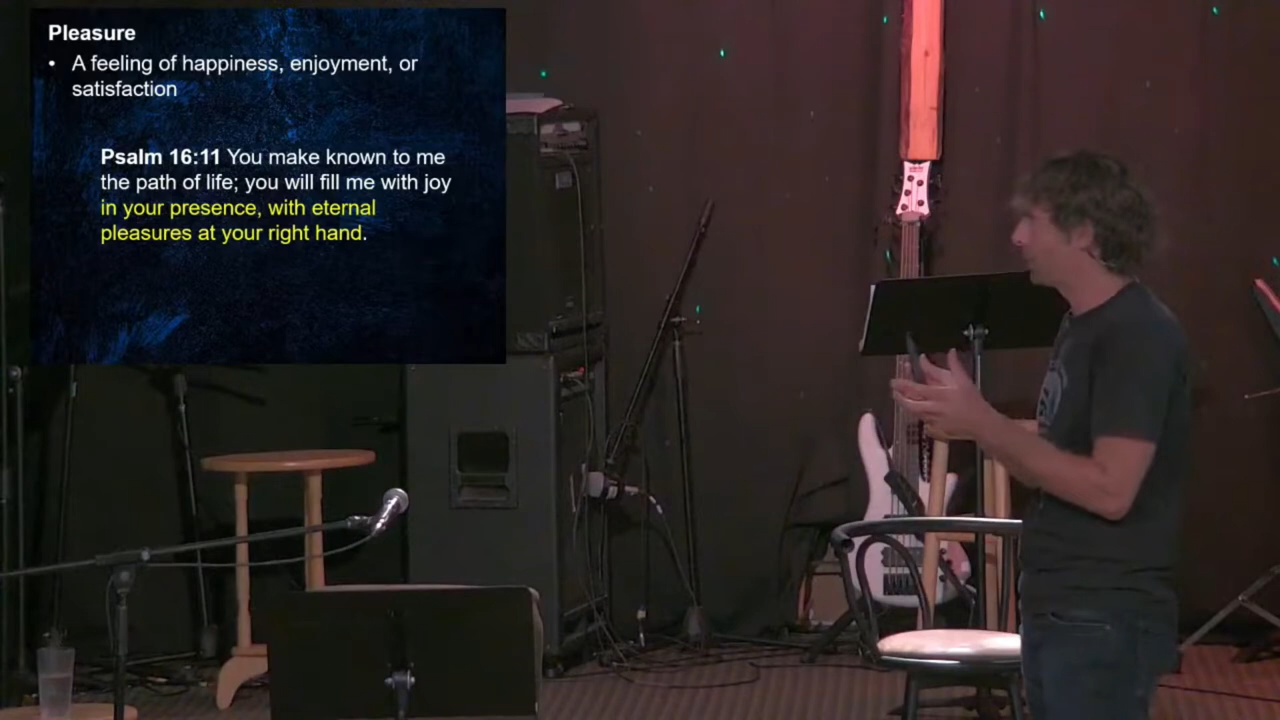 Pleasure
• A feeling of happiness, enjoyment, or
satisfaction
Psalm 16:11 You make known to me
the path of life; you will fill me with joy
in your presence, with eternal
pleasures at your right hand.